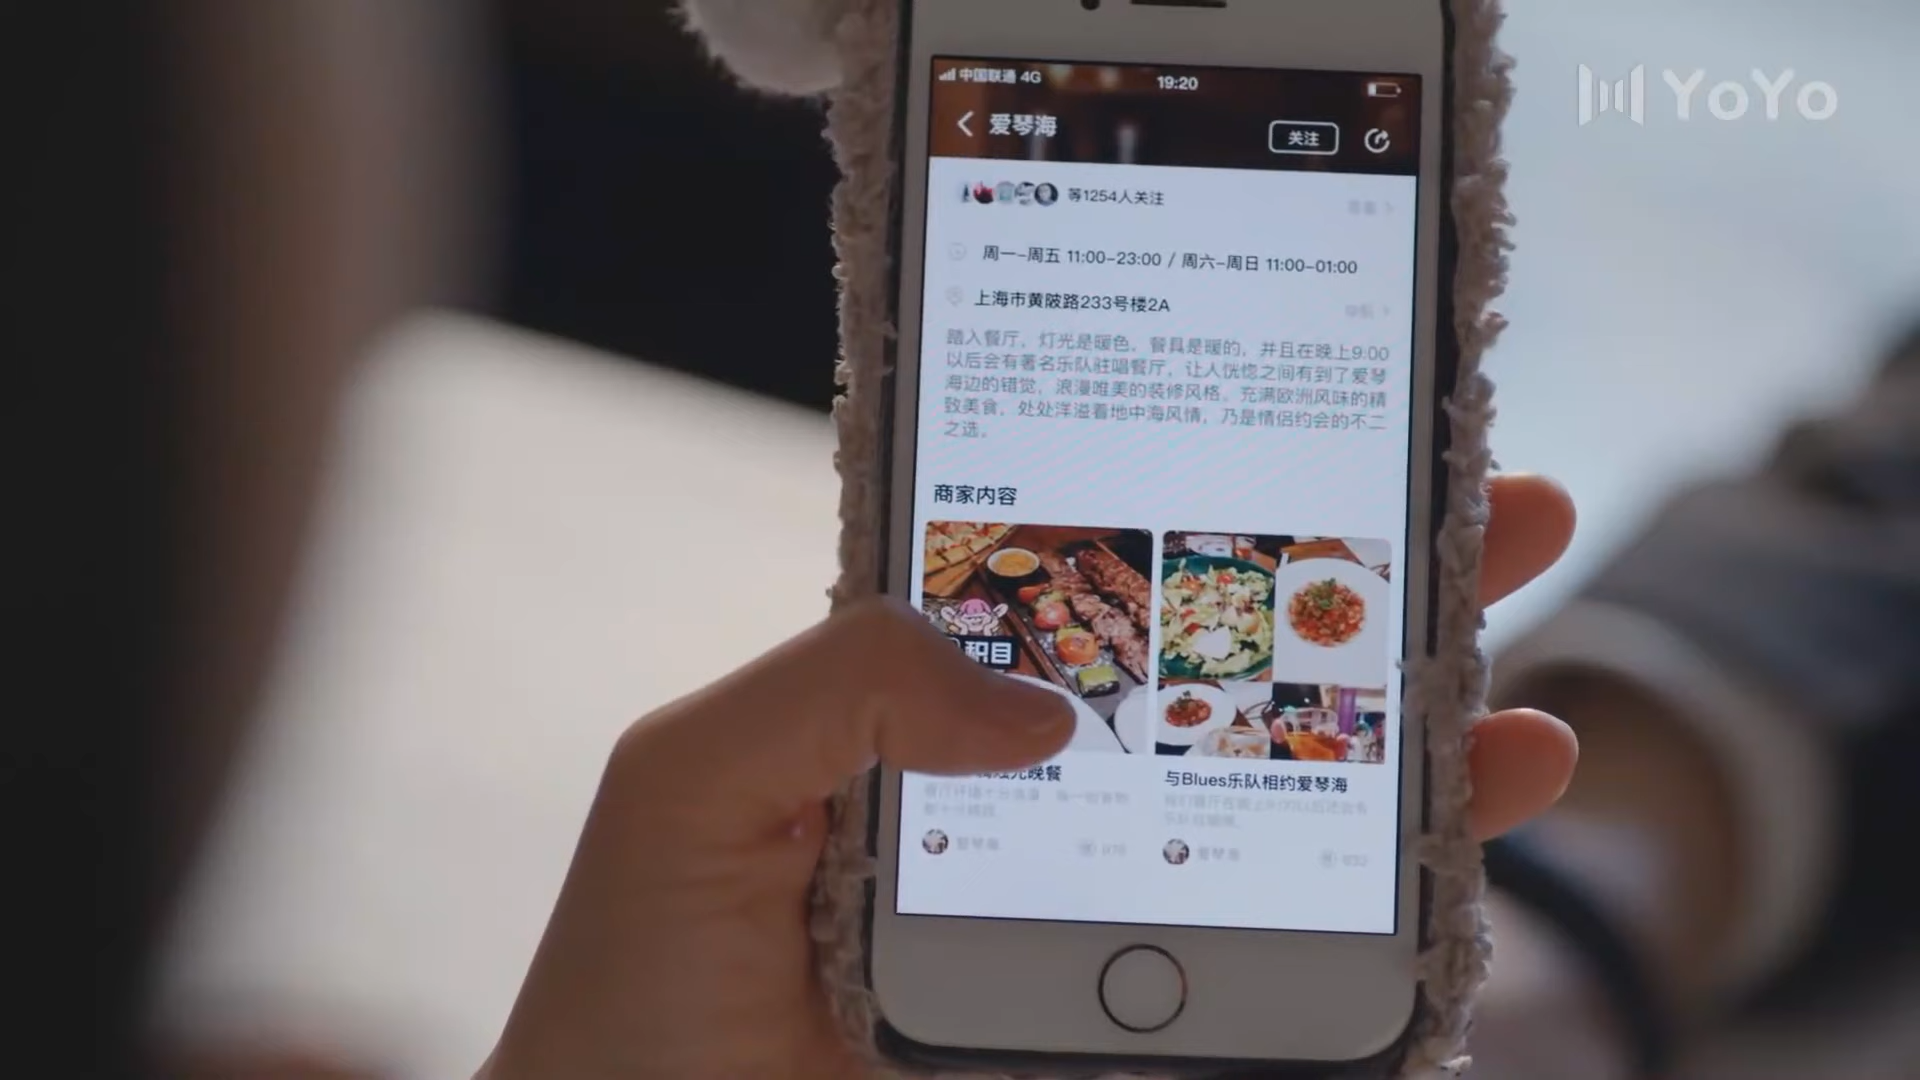 YoYo
中国联通 4G
19:20
爱琴海
关注
等1254人关注
周一-周五 11:00-23:00 / 周六-周日 11:00-01:00
上海市黄陂路233号楼2A
踏入餐厅，灯光是暖色，餐具是暖的，并且在晚上9:00
以后会有著名乐队驻唱餐厅，让人恍惚之间有到了爱琴
海边的错觉，浪漫唯美的装修风格，充满欧洲风味的精
致美食，处处洋溢着地中海风情，乃是情侣约会的不二
之选。
商家内容
积目
晚餐
与Blues乐队相约爱琴海
爱琴海
爱琴海